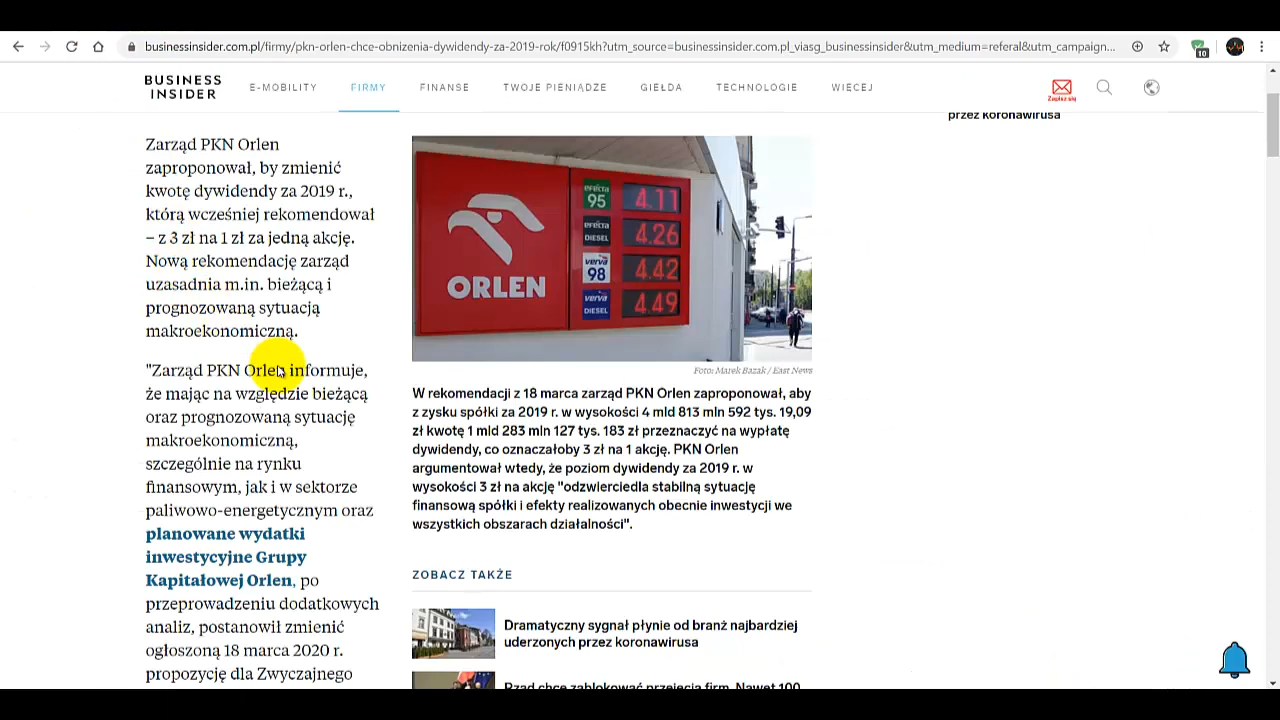 businessinsider.com.pl/firmy/pkn-orlen-chce-obnizenia-dywidendy-za-2019-rok/f0915kh?utm_source=businessinsider.com.pl_viasg_businessinsider&utm_medium=referal&utm_campaign...
10
BUSINESS
INSIDER
E-MOBILITY
FIRMY
FINANSE
TWOJE PIENIĄDZE
GIEŁDA
TECHNOLOGIE
WIĘCEJ
Zapisz się
przez koronawirusa
Zarząd PKN Orlen
zaproponował, by zmienić
kwotę dywidendy za 2019 r.,
którą wcześniej rekomendował
– z 3 zł na 1 zł za jedną akcję.
Nową rekomendację zarząd
uzasadnia m.in. bieżącą i
prognozowaną sytuacją
makroekonomiczną.
"Zarząd PKN Orlen informuje,
że mając na względzie bieżącą
oraz prognozowaną sytuację
makroekonomiczną,
szczególnie na rynku
finansowym, jak i w sektorze
paliwowo-energetycznym oraz
planowane wydatki
inwestycyjne Grupy
Kapitałowej Orlen, po
przeprowadzeniu dodatkowych
analiz, postanowił zmienić
ogłoszoną 18 marca 2020 r.
propozycję dla Zwyczajnego
ORLEN
efecta 95 4.11
efecta DIESEL 4.26
verva 98 4.42
verva DIESEL 4.49
Foto: Marek Bazak / East News
W rekomendacji z 18 marca zarząd PKN Orlen zaproponował, aby
z zysku spółki za 2019 r. w wysokości 4 mld 813 mln 592 tys. 19,09
zł kwotę 1 mld 283 mln 127 tys. 183 zł przeznaczyć na wypłatę
dywidendy, co oznaczałoby 3 zł na 1 akcję. PKN Orlen
argumentował wtedy, że poziom dywidendy za 2019 r. w
wysokości 3 zł na akcję "odzwierciedla stabilną sytuację
finansową spółki i efekty realizowanych obecnie inwestycji we
wszystkich obszarach działalności".
ZOBACZ TAKŻE
Dramatyczny sygnał płynie od branż najbardziej
uderzonych przez koronawirusa
Rząd chce zablokować przejęcia firm. Nawet 100